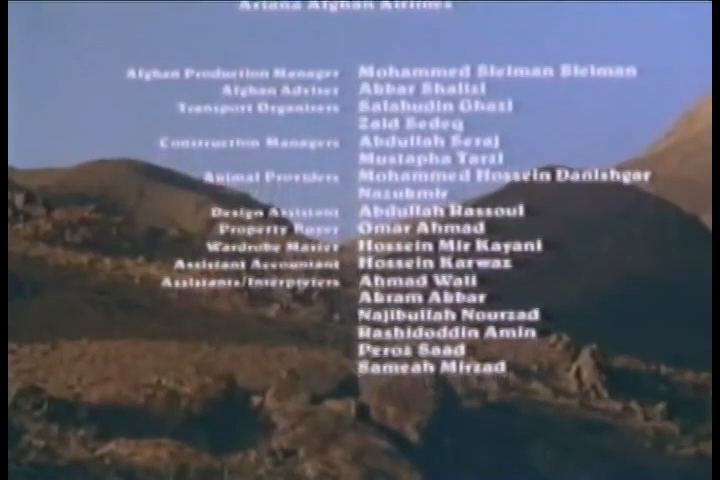 Ariana Afghan Airlines
Afghan Production Manager Mohammed Sleiman Sleiman
Afghan Adviser Akbar Shalizi
Transport Organisers Salahudin Ghazi
Zaid Sedeq
Construction Managers Abdullah Seraj
Mustapha Tarzi
Animal Providers Mohammed Hossein Danishgar
Nazukmir
Design Assistant Abdullah Rassoul
Property Buyer Omar Ahmad
Wardrobe Master Hossein Mir Kayani
Assistant Accountant Hossein Karwaz
Assistants/Interpreters Ahmad Wali
Akram Akbar
Najibullah Nourzad
Rashidoddin Amin
Peroz Saad
Sameah Mirzad